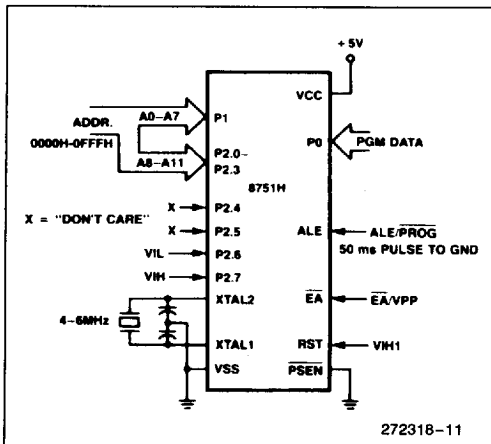 + 5V
VCC
A0–A7
P1
ADDR.
0000H-0FFFH
P0
PGM DATA
P2.0–
P2.3
A8–A11
8751H
X
P2.4
X = "DON'T CARE"
X
P2.5
ALE
ALE/PROG
50 ms PULSE TO GND
VIL
P2.6
VIH
P2.7
EA
EA/VPP
XTAL2
4–6MHz
XTAL1
RST
VIH1
VSS
PSEN
272318–11